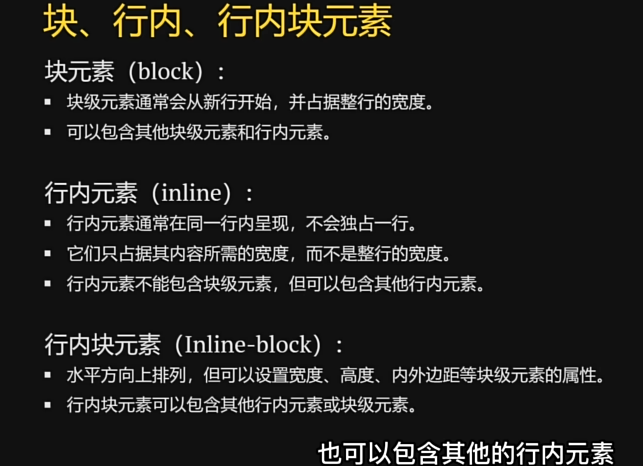 块、行内、行内块元素
块元素（block）：
▪ 块级元素通常会从新行开始，并占据整行的宽度。
▪ 可以包含其他块级元素和行内元素。
行内元素（inline）：
▪ 行内元素通常在同一行内呈现，不会独占一行。
▪ 它们只占据其内容所需的宽度，而不是整行的宽度。
▪ 行内元素不能包含块级元素，但可以包含其他行内元素。
行内块元素（Inline-block）：
▪ 水平方向上排列，但可以设置宽度、高度、内外边距等块级元素的属性。
▪ 行内块元素可以包含其他行内元素或块级元素。
也可以包含其他的行内元素